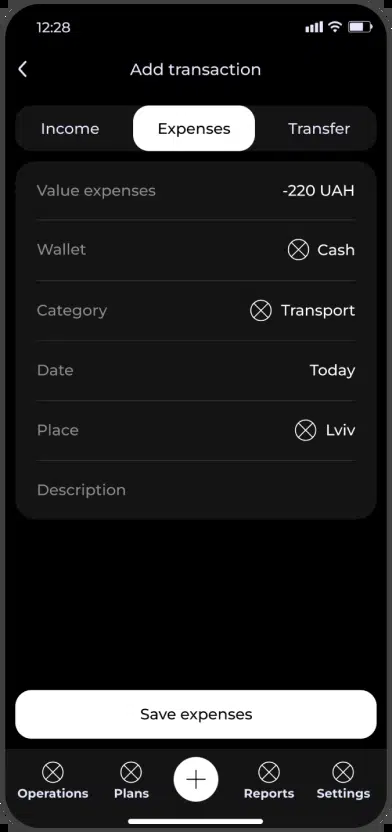 12:28
Add transaction
Income Expenses Transfer
Value expenses -220 UAH
Wallet Cash
Category Transport
Date Today
Place Lviv
Description
Save expenses
Operations Plans Reports Settings